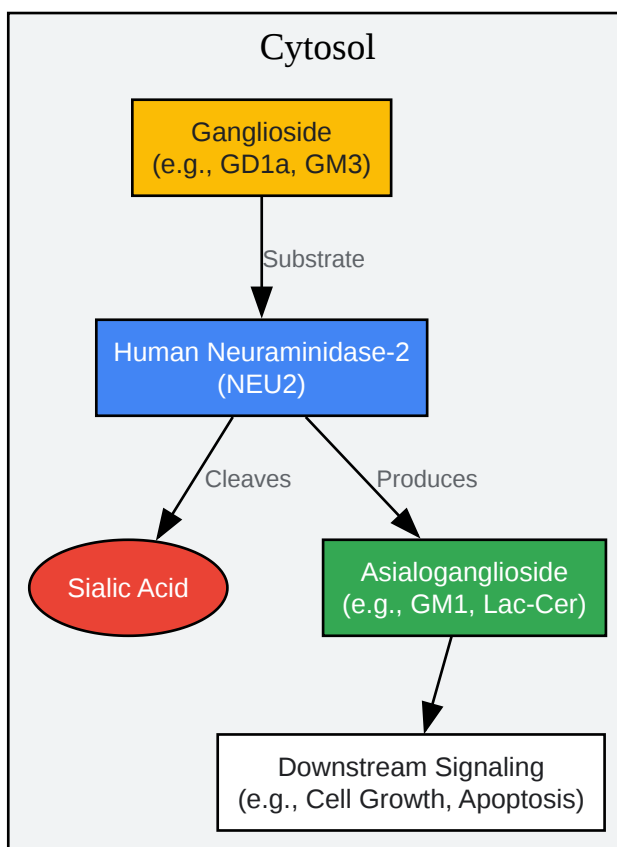 Cytosol
Ganglioside
(e.g., GD1a, GM3)
Substrate
Human Neuraminidase-2
(NEU2)
Cleaves
Produces
Sialic Acid
Asialoganglioside
(e.g., GM1, Lac-Cer)
Downstream Signaling
(e.g., Cell Growth, Apoptosis)